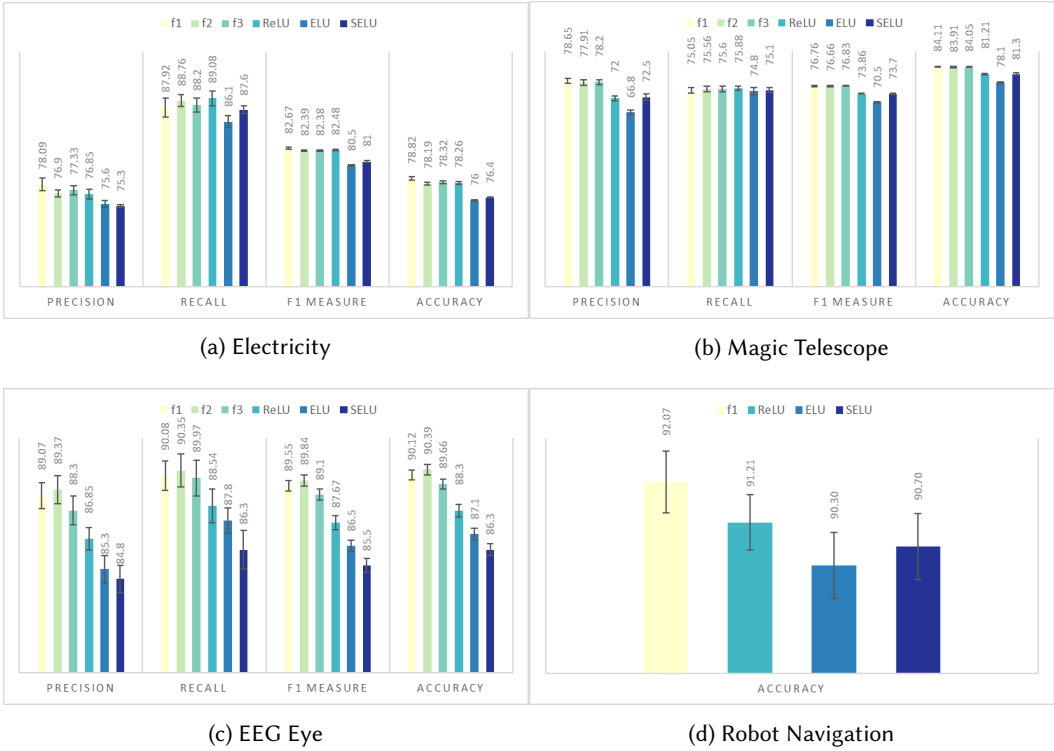 f1 f2 f3 ReLU ELU SELU
78.09 76.9 77.33 76.85 75.6 75.3 87.92 88.76 88.2 89.08 86.1 87.6 82.67 82.39 82.38 82.48 80.5 81 78.82 78.19 78.32 78.26 76 76.4
PRECISION RECALL F1 MEASURE ACCURACY
(a) Electricity
f1 f2 f3 ReLU ELU SELU
78.65 77.91 78.2 72 66.8 72.5 75.05 75.56 75.6 75.88 74.8 75.1 76.76 76.66 76.83 73.86 70.5 73.7 84.11 83.91 84.05 81.21 78.1 81.3
PRECISION RECALL F1 MEASURE ACCURACY
(b) Magic Telescope
f1 f2 f3 ReLU ELU SELU
89.07 89.37 88.3 86.85 85.3 84.8 90.08 90.35 89.97 88.54 87.8 86.3 89.55 89.84 89.1 87.67 86.5 85.5 90.12 90.39 89.66 88.3 87.1 86.3
PRECISION RECALL F1 MEASURE ACCURACY
(c) EEG Eye
f1 ReLU ELU SELU
92.07 91.21 90.30 90.70
ACCURACY
(d) Robot Navigation